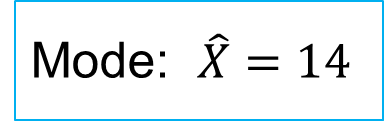 Mode: X̂ = 14